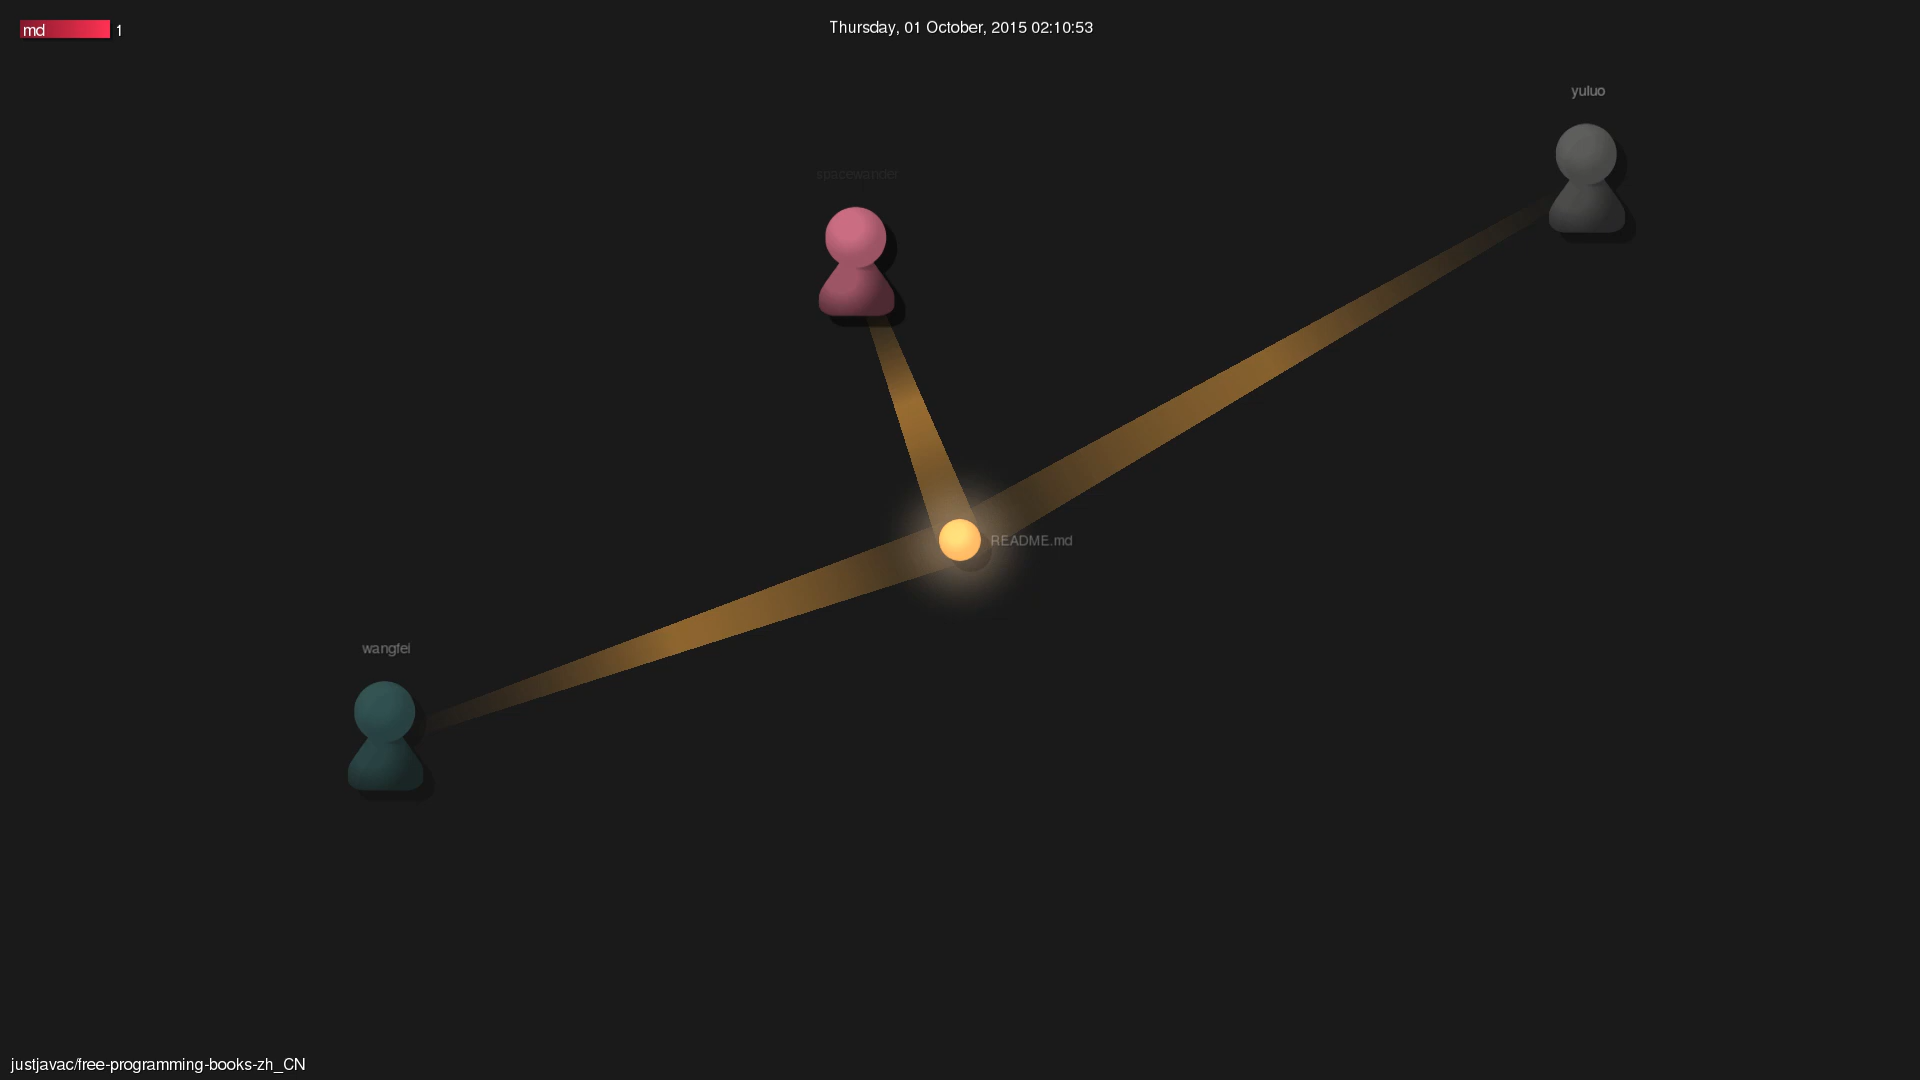 md 1
Thursday, 01 October, 2015 02:10:53
yuluo
spacewander
README.md
wangfei
justjavac/free-programming-books-zh_CN